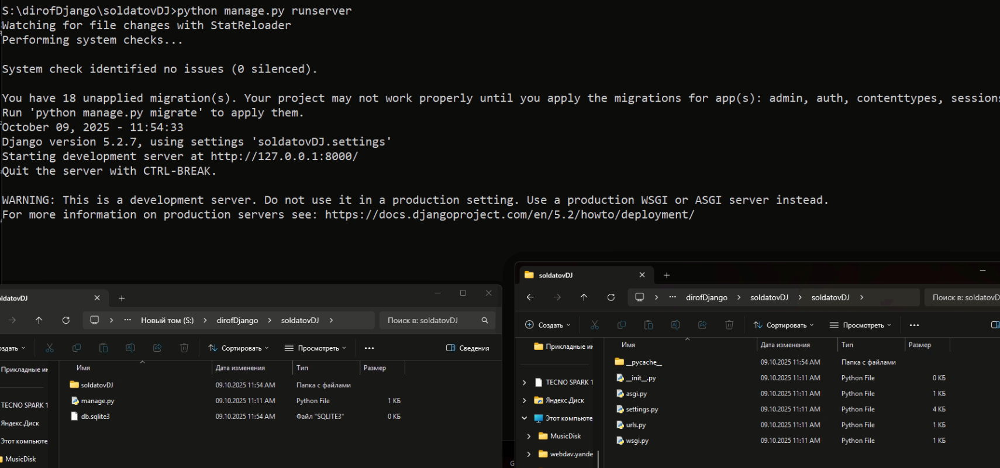 S:\dirofDjango\soldatovDJ>python manage.py runserver
Watching for file changes with StatReloader
Performing system checks...
System check identified no issues (0 silenced).
You have 18 unapplied migration(s). Your project may not work properly until you apply the migrations for app(s): admin, auth, contenttypes, sessions
Run 'python manage.py migrate' to apply them.
October 09, 2025 - 11:54:33
Django version 5.2.7, using settings 'soldatovDJ.settings'
Starting development server at http://127.0.0.1:8000/
Quit the server with CTRL-BREAK.
WARNING: This is a development server. Do not use it in a production setting. Use a production WSGI or ASGI server instead.
For more information on production servers see: https://docs.djangoproject.com/en/5.2/howto/deployment/
oldatovDJ
Новый том (S:) > dirofDjango > soldatovDJ >
Поиск в: soldatovDJ
оздать
Сортировать
Просмотреть
Сведения
Имя Дата изменения Тип Размер
soldatovDJ 09.10.2025 11:54 AM Папка с файлами
manage.py 09.10.2025 11:11 AM Python File 1 КБ
db.sqlite3 09.10.2025 11:54 AM Файл "SQLITE3" 0 КБ
Прикладные ин
TECNO SPARK 1
Яндекс.Диск
Этот компьюте
MusicDisk
soldatovDJ
dirofDjango > soldatovDJ > soldatovDJ >
Поиск в: soldatovD
Создать
Сортировать
Просмотреть
Имя Дата изменения Тип Размер
__pycache__ 09.10.2025 11:54 AM Папка с файлами
__init__.py 09.10.2025 11:11 AM Python File 0 КБ
asgi.py 09.10.2025 11:11 AM Python File 1 КБ
settings.py 09.10.2025 11:11 AM Python File 4 КБ
urls.py 09.10.2025 11:11 AM Python File 1 КБ
wsgi.py 09.10.2025 11:11 AM Python File 1 КБ
Прикладные ин
TECNO SPARK 1
Яндекс.Диск
Этот компьюте
MusicDisk
webdav.yande